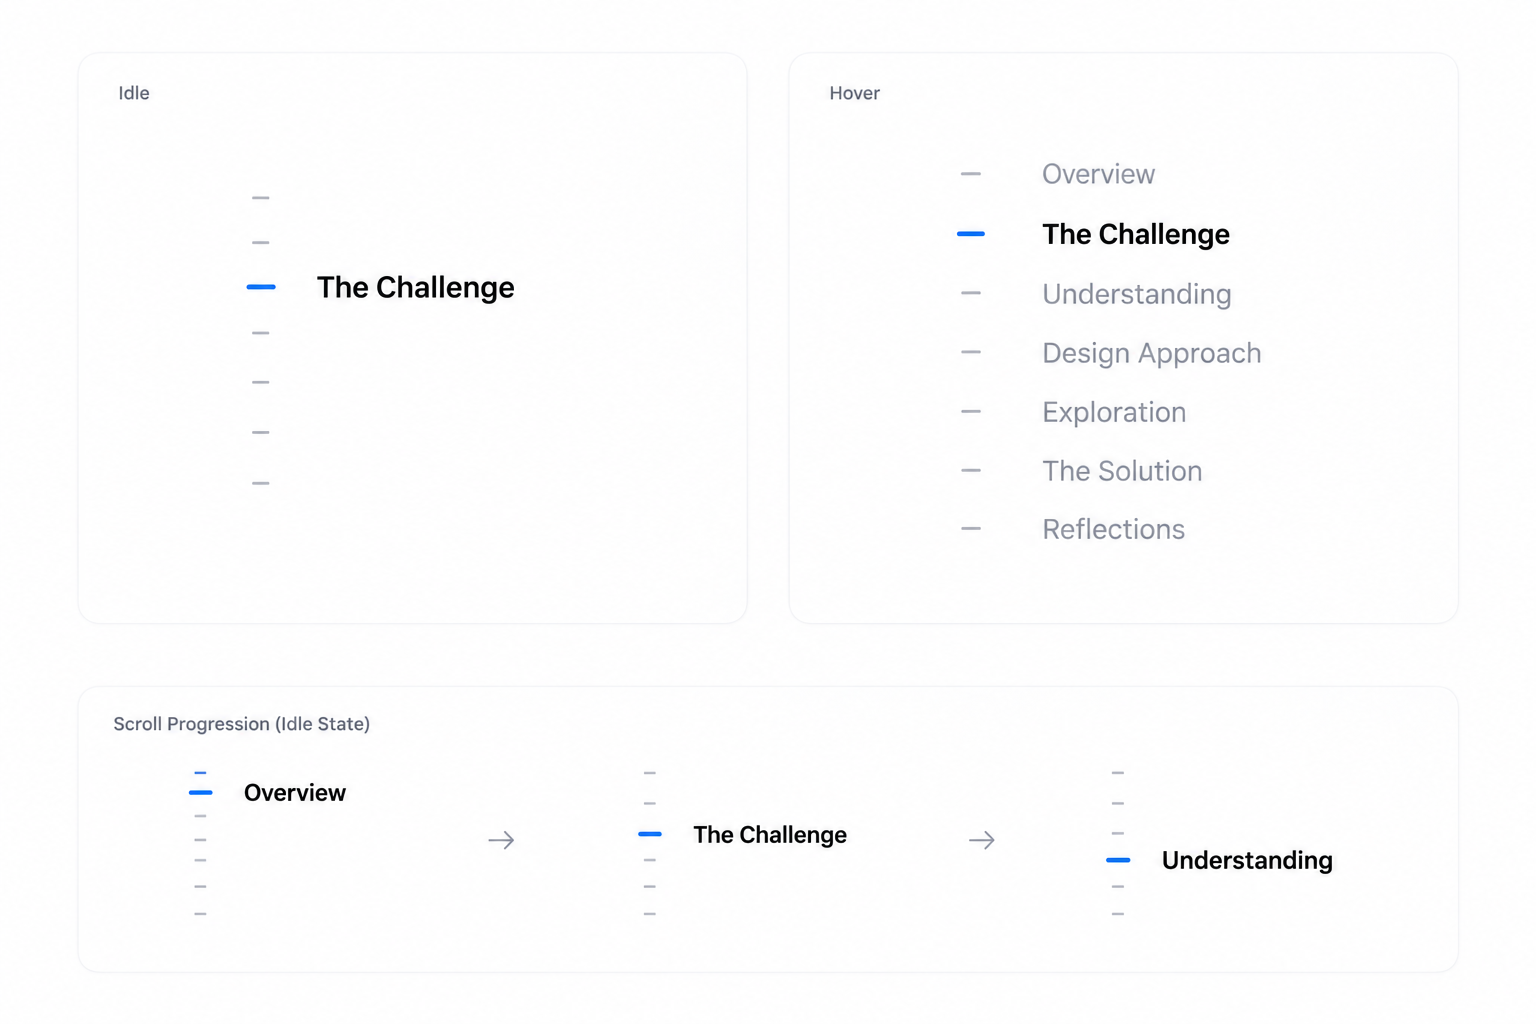 Idle
The Challenge
Hover
Overview
The Challenge
Understanding
Design Approach
Exploration
The Solution
Reflections
Scroll Progression (Idle State)
Overview
The Challenge
Understanding